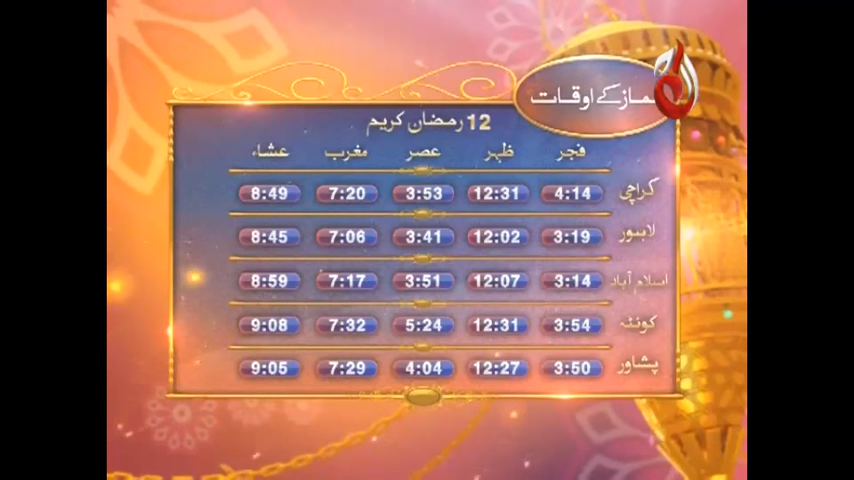 نماز کے اوقات
12 رمضان کریم
فجر ظہر عصر مغرب عشاء
کراچی 4:14 12:31 3:53 7:20 8:49
لاہور 3:19 12:02 3:41 7:06 8:45
اسلام آباد 3:14 12:07 3:51 7:17 8:59
کوئٹہ 3:54 12:31 5:24 7:32 9:08
پشاور 3:50 12:27 4:04 7:29 9:05